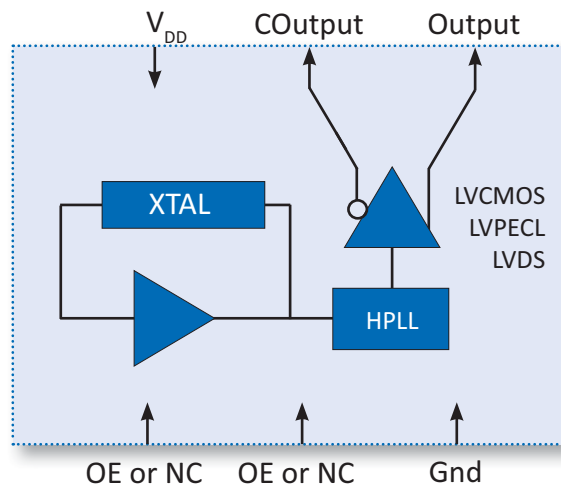 VDD
COutput
Output
XTAL
LVCMOS
LVPECL
LVDS
HPLL
OE or NC
OE or NC
Gnd